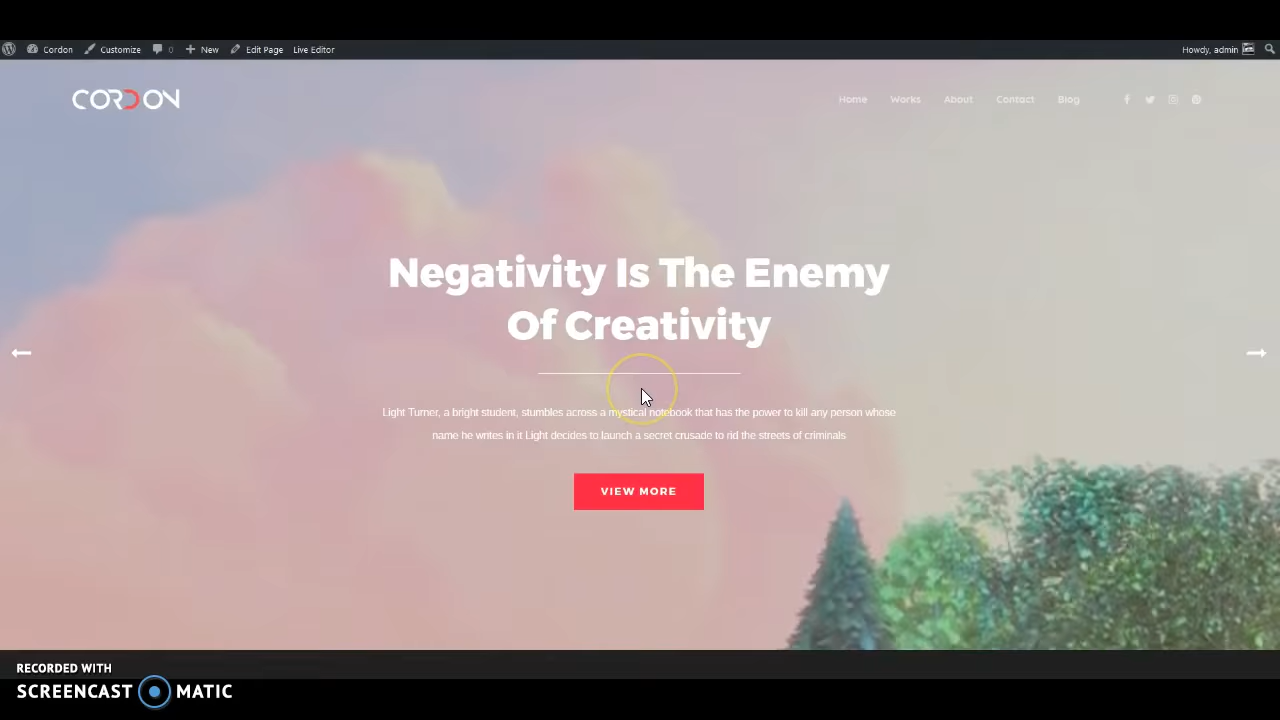 Cordon Customize 0 New Edit Page Live Editor Howdy, admin
CORDON Home Works About Contact Blog
Negativity Is The Enemy
Of Creativity
Light Turner, a bright student, stumbles across a mystical notebook that has the power to kill any person whose
name he writes in it Light decides to launch a secret crusade to rid the streets of criminals
VIEW MORE
RECORDED WITH
SCREENCAST MATIC